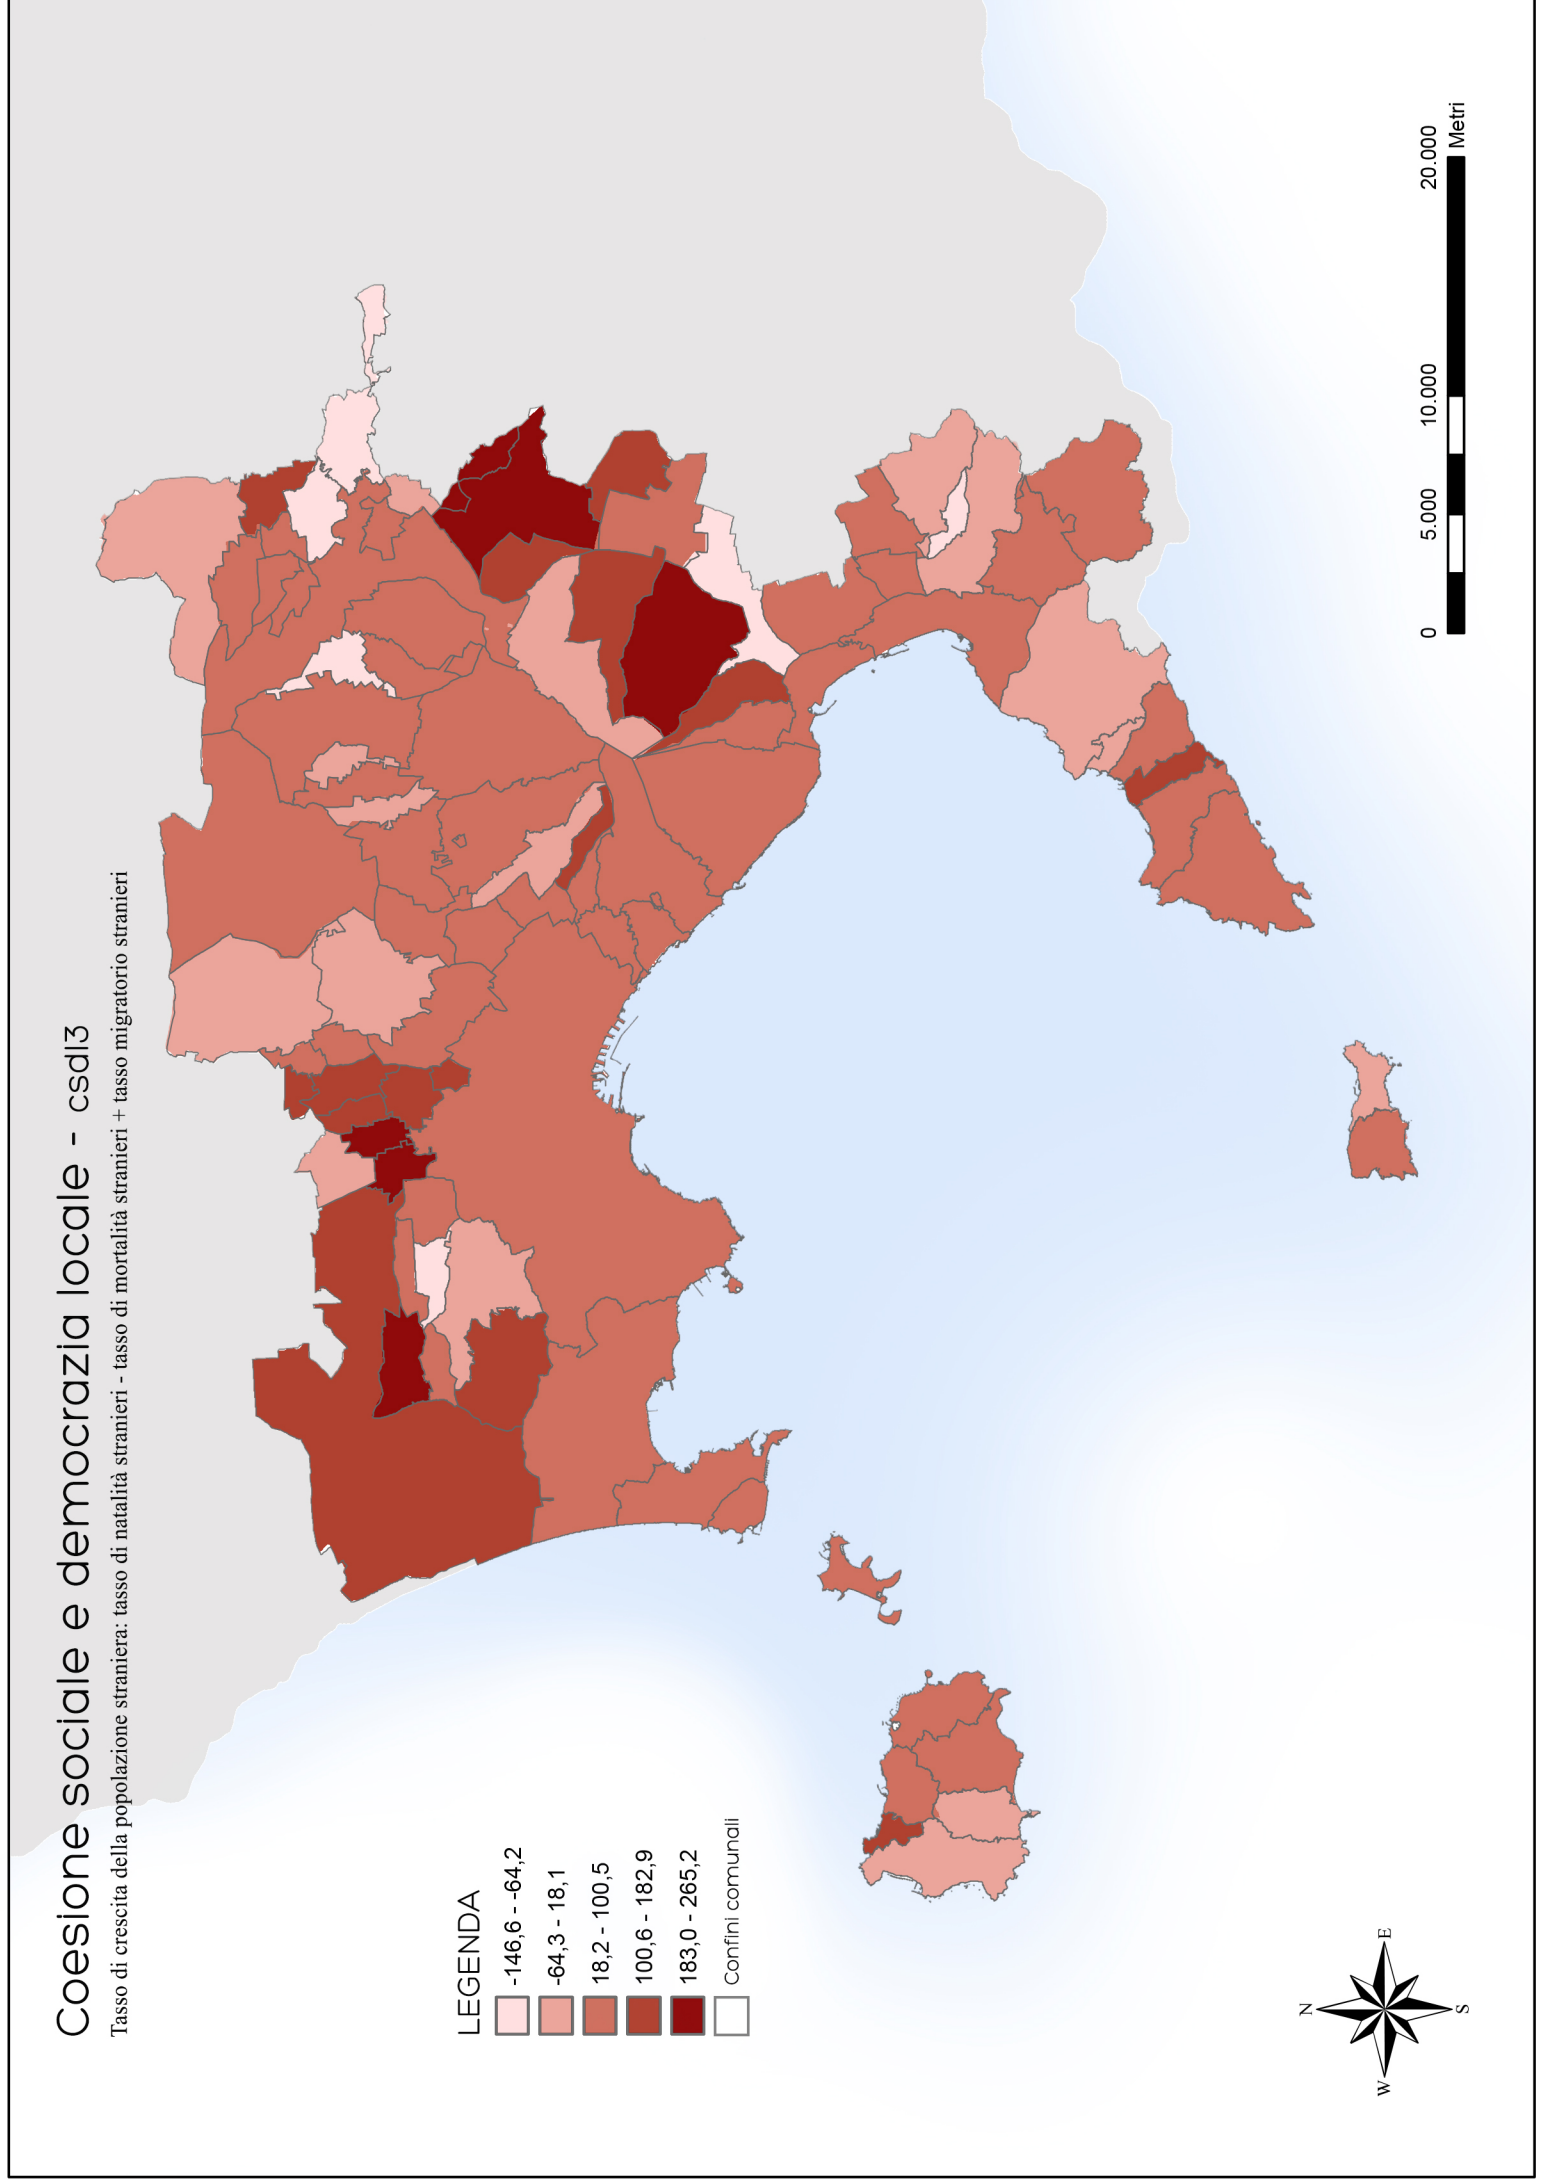 Coesione sociale e democrazia locale - csdl3
Tasso di crescita della popolazione straniera: tasso di natalità stranieri - tasso di mortalità stranieri + tasso migratorio stranieri
LEGENDA
-146,6 - -64,2
-64,3 - 18,1
18,2 - 100,5
100,6 - 182,9
183,0 - 265,2
Confini comunali
N
W
E
S
0
5.000
10.000
20.000
Metri